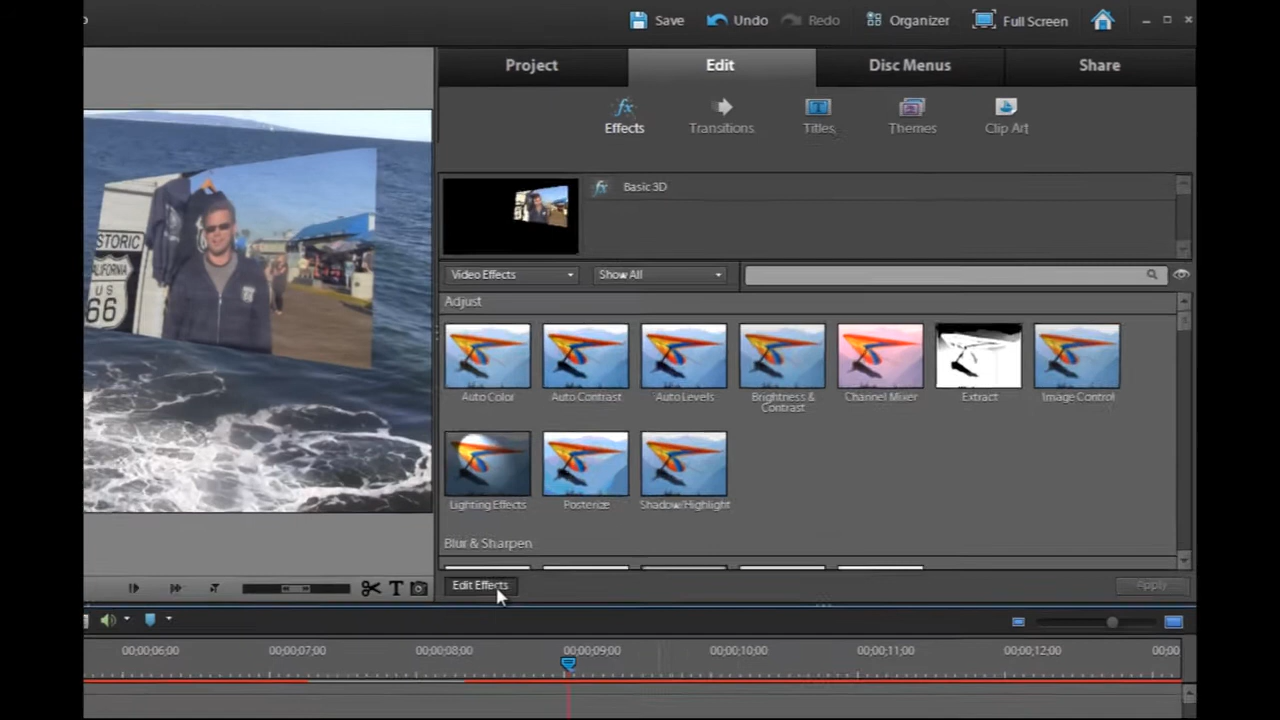 Save Undo Redo Organizer Full Screen
Project Edit Disc Menus Share
Effects Transitions Titles Themes Clip Art
fx Basic 3D
Video Effects Show All
Adjust
Auto Color Auto Contrast Auto Levels Brightness & Contrast Channel Mixer Extract Image Control
Lighting Effects Posterize Shadow/Highlight
Blur & Sharpen
Edit Effects Apply
HISTORIC
CALIFORNIA
US
66
T
00;00;06;00 00;00;07;00 00;00;08;00 00;00;09;00 00;00;10;00 00;00;11;00 00;00;12;00 00;00